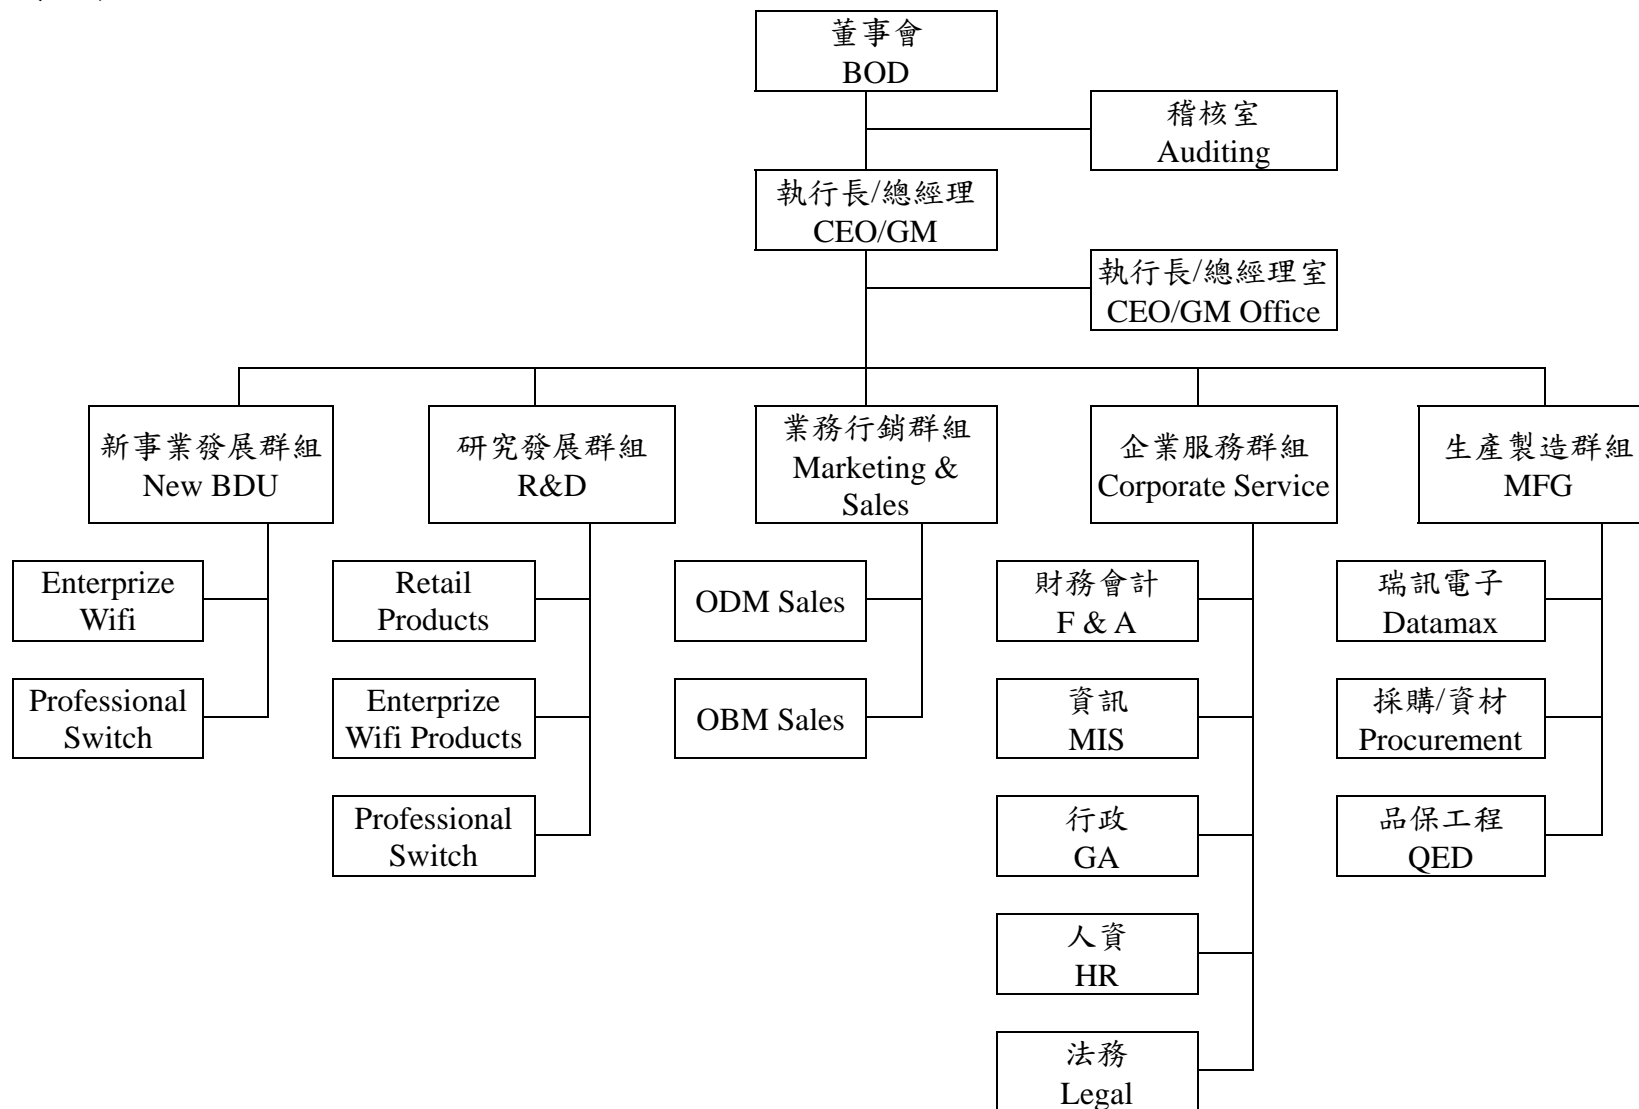 董事會
BOD
稽核室
Auditing
執行長/總經理
CEO/GM
執行長/總經理室
CEO/GM Office
新事業發展群組
New BDU
研究發展群組
R&D
業務行銷群組
Marketing &
Sales
企業服務群組
Corporate Service
生產製造群組
MFG
Enterprize
Wifi
Retail
Products
ODM Sales
財務會計
F & A
瑞訊電子
Datamax
Professional
Switch
Enterprize
Wifi Products
OBM Sales
資訊
MIS
採購/資材
Procurement
Professional
Switch
行政
GA
品保工程
QED
人資
HR
法務
Legal